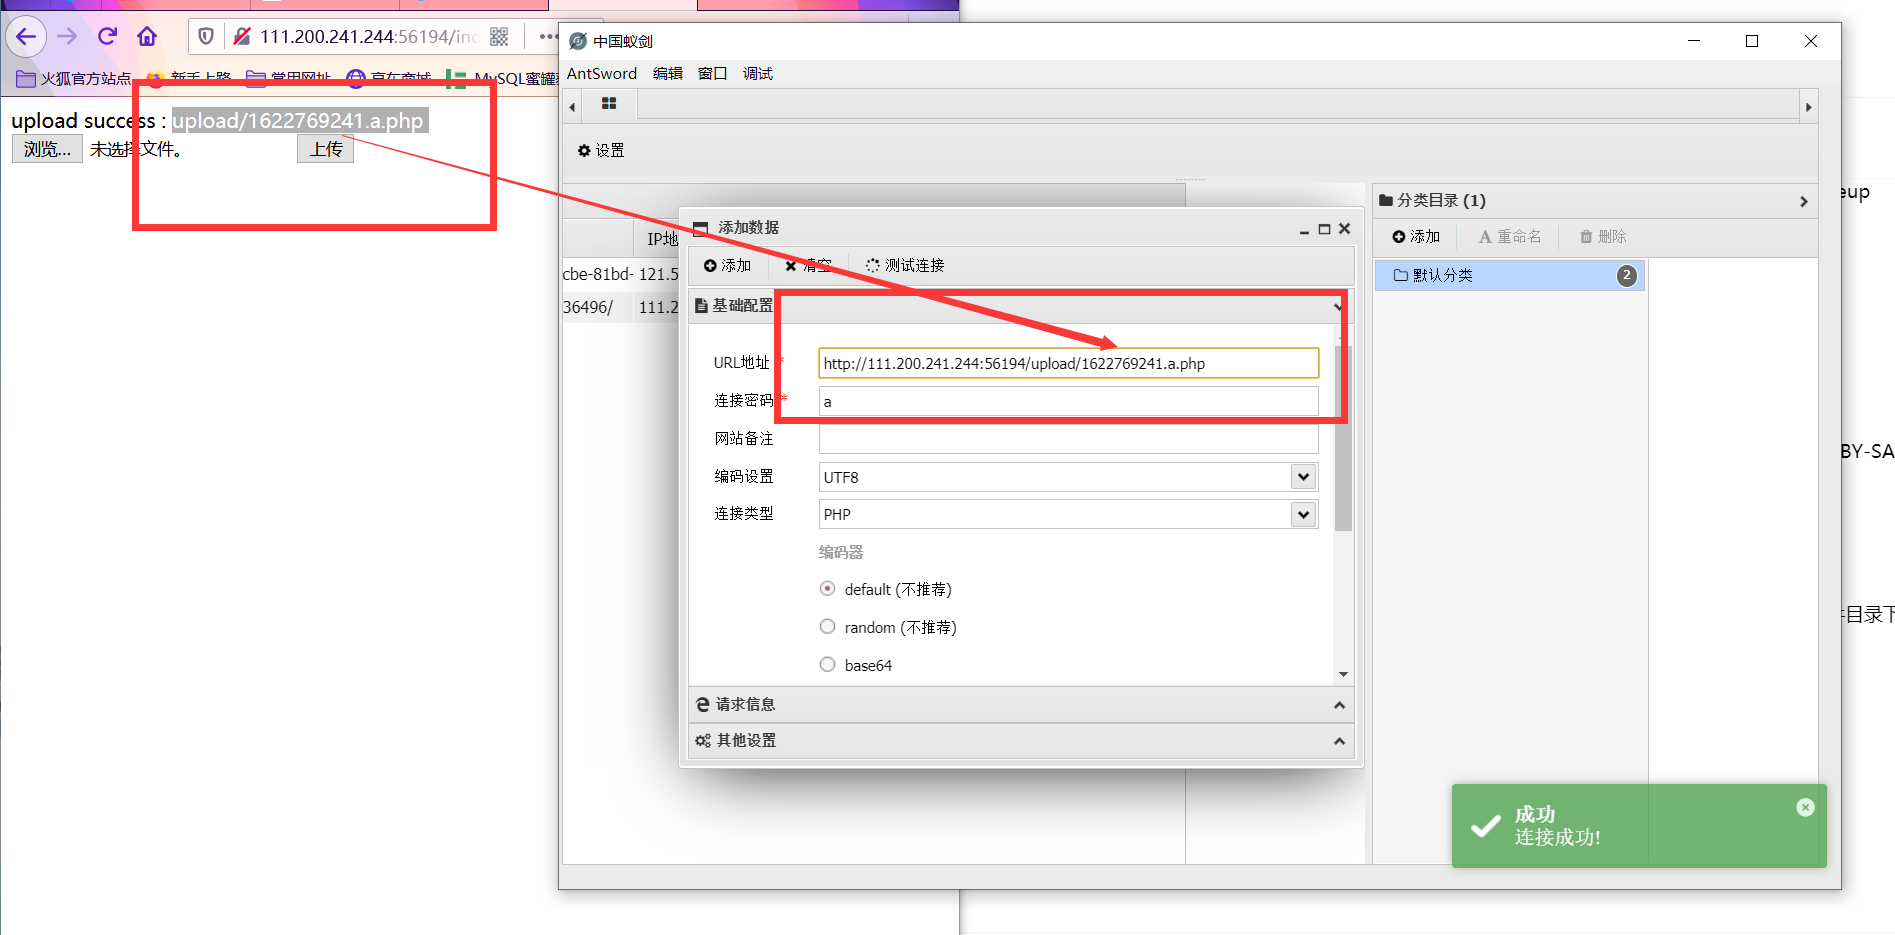 111.200.241.244:56194/inc
火狐官方站点
新手上路
常用网址
京东商城
MySQL蜜罐
upload success : upload/1622769241.a.php
浏览...
未选择文件。
上传
中国蚁剑
AntSword 编辑 窗口 调试
设置
IP地
cbe-81bd- 121.5
36496/ 111.2
添加数据
添加 清空 测试连接
基础配置
URL地址 * http://111.200.241.244:56194/upload/1622769241.a.php
连接密码 * a
网站备注
编码设置 UTF8
连接类型 PHP
编码器
default (不推荐)
random (不推荐)
base64
请求信息
其他设置
分类目录 (1)
添加 重命名 删除
默认分类 2
成功
连接成功!
eup
BY-SA
目录下